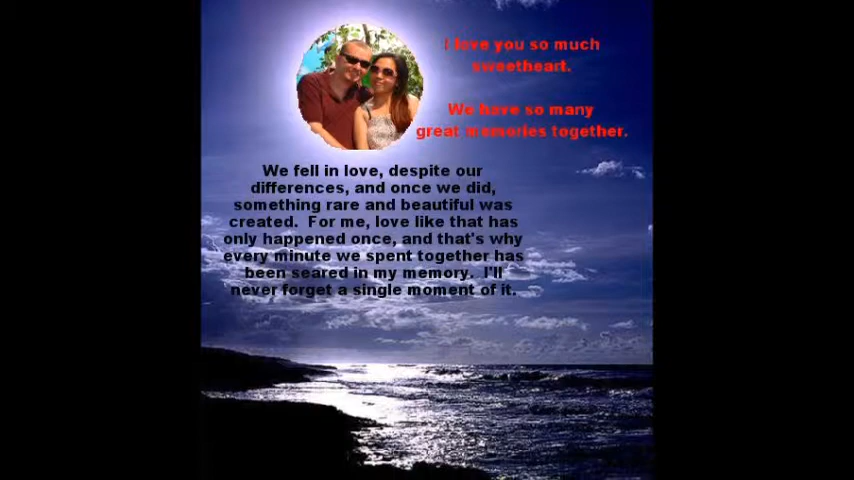 I love you so much
sweetheart.
We have so many
great memories together.
We fell in love, despite our
differences, and once we did,
something rare and beautiful was
created. For me, love like that has
only happened once, and that's why
every minute we spent together has
been seared in my memory. I'll
never forget a single moment of it.